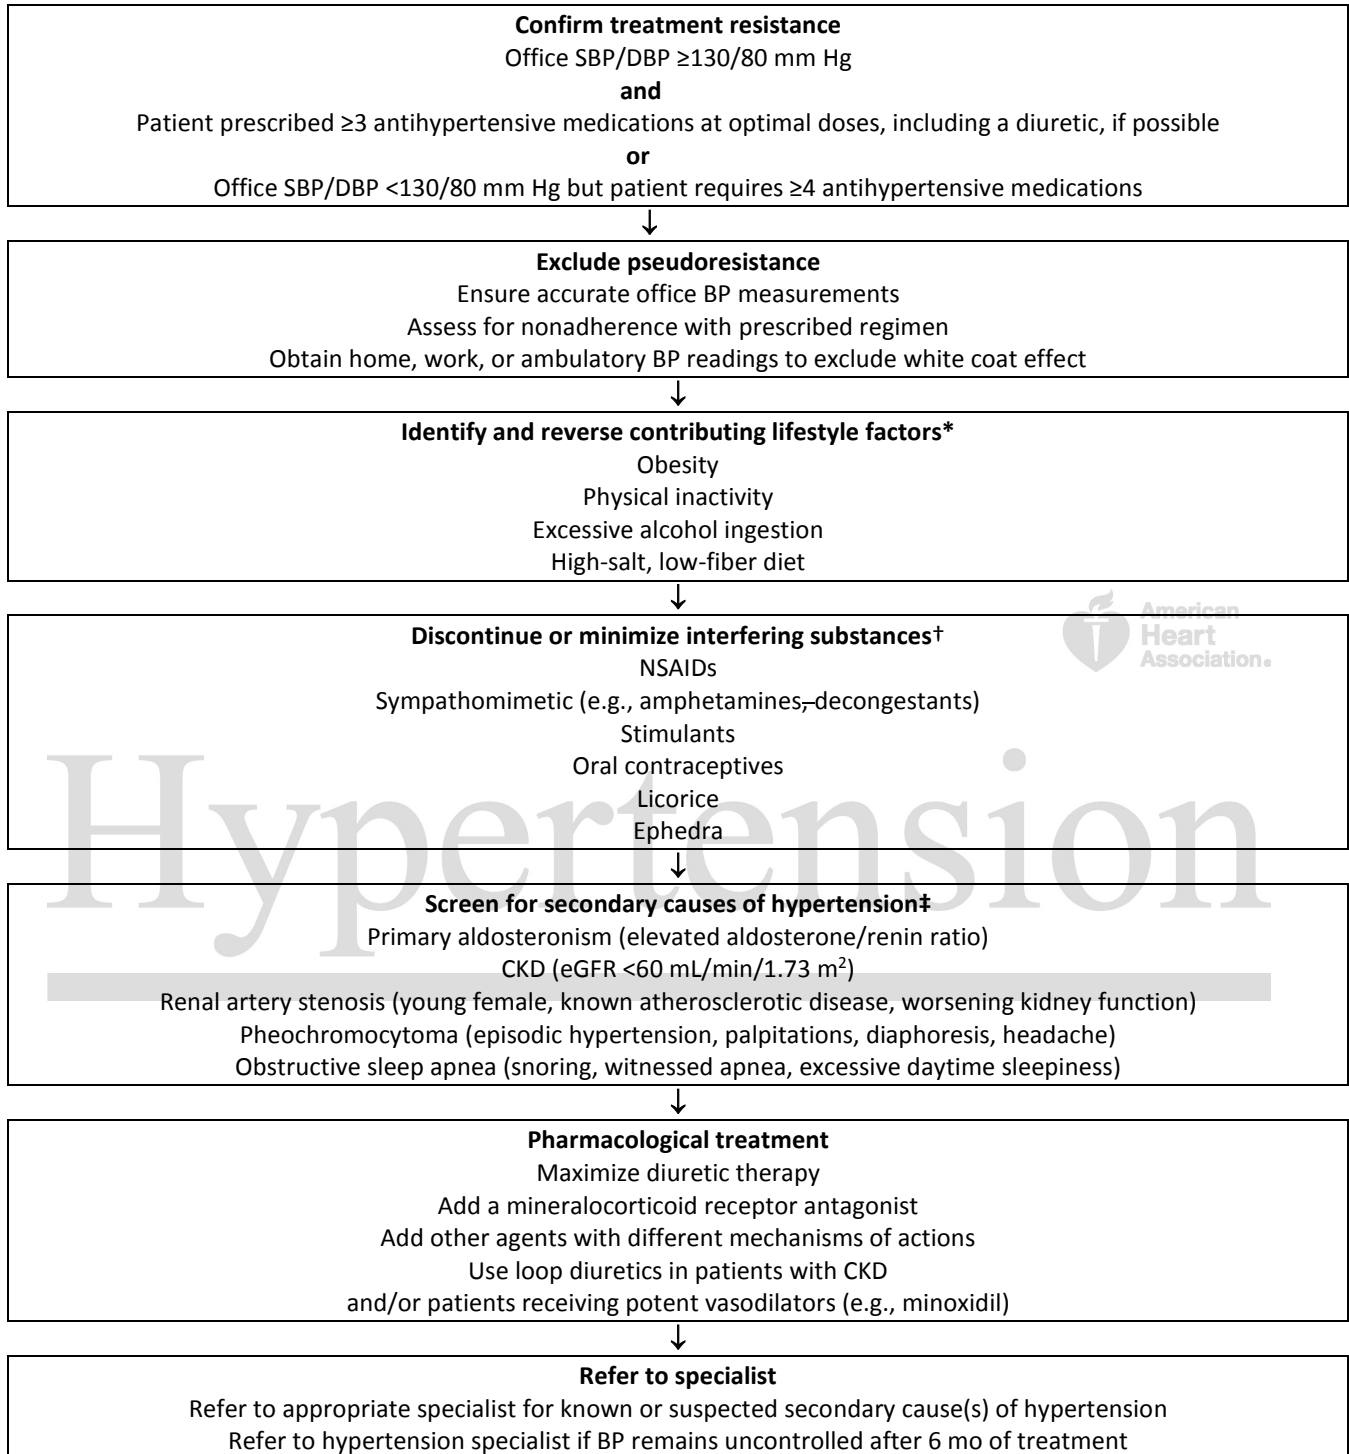 Confirm treatment resistance
Office SBP/DBP ≥130/80 mm Hg
and
Patient prescribed ≥3 antihypertensive medications at optimal doses, including a diuretic, if possible
or
Office SBP/DBP <130/80 mm Hg but patient requires ≥4 antihypertensive medications
↓
Exclude pseudoresistance
Ensure accurate office BP measurements
Assess for nonadherence with prescribed regimen
Obtain home, work, or ambulatory BP readings to exclude white coat effect
↓
Identify and reverse contributing lifestyle factors*
Obesity
Physical inactivity
Excessive alcohol ingestion
High-salt, low-fiber diet
↓
Discontinue or minimize interfering substances†
NSAIDs
Sympathomimetic (e.g., amphetamines, decongestants)
Stimulants
Oral contraceptives
Licorice
Ephedra
American
Heart
Association®
Hypertension
↓
Screen for secondary causes of hypertension‡
Primary aldosteronism (elevated aldosterone/renin ratio)
CKD (eGFR <60 mL/min/1.73 m²)
Renal artery stenosis (young female, known atherosclerotic disease, worsening kidney function)
Pheochromocytoma (episodic hypertension, palpitations, diaphoresis, headache)
Obstructive sleep apnea (snoring, witnessed apnea, excessive daytime sleepiness)
↓
Pharmacological treatment
Maximize diuretic therapy
Add a mineralocorticoid receptor antagonist
Add other agents with different mechanisms of actions
Use loop diuretics in patients with CKD
and/or patients receiving potent vasodilators (e.g., minoxidil)
↓
Refer to specialist
Refer to appropriate specialist for known or suspected secondary cause(s) of hypertension
Refer to hypertension specialist if BP remains uncontrolled after 6 mo of treatment